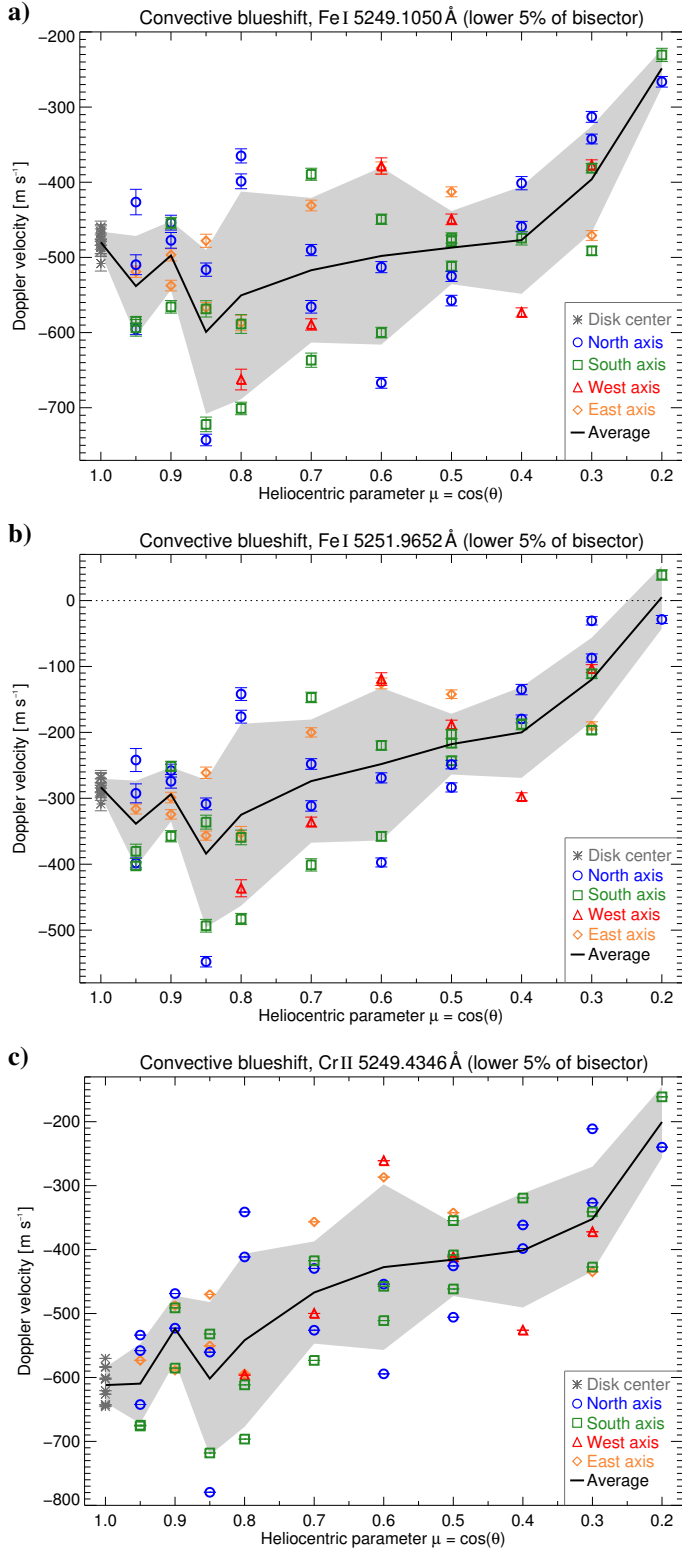 a)
Convective blueshift, Fe I 5249.1050 Å (lower 5% of bisector)
Doppler velocity [m s⁻¹]
−200
−300
−400
−500
−600
−700
Disk center
North axis
South axis
West axis
East axis
Average
1.0 0.9 0.8 0.7 0.6 0.5 0.4 0.3 0.2
Heliocentric parameter μ = cos(θ)
b)
Convective blueshift, Fe I 5251.9652 Å (lower 5% of bisector)
Doppler velocity [m s⁻¹]
0
−100
−200
−300
−400
−500
Disk center
North axis
South axis
West axis
East axis
Average
1.0 0.9 0.8 0.7 0.6 0.5 0.4 0.3 0.2
Heliocentric parameter μ = cos(θ)
c)
Convective blueshift, Cr II 5249.4346 Å (lower 5% of bisector)
Doppler velocity [m s⁻¹]
−200
−300
−400
−500
−600
−700
−800
Disk center
North axis
South axis
West axis
East axis
Average
1.0 0.9 0.8 0.7 0.6 0.5 0.4 0.3 0.2
Heliocentric parameter μ = cos(θ)